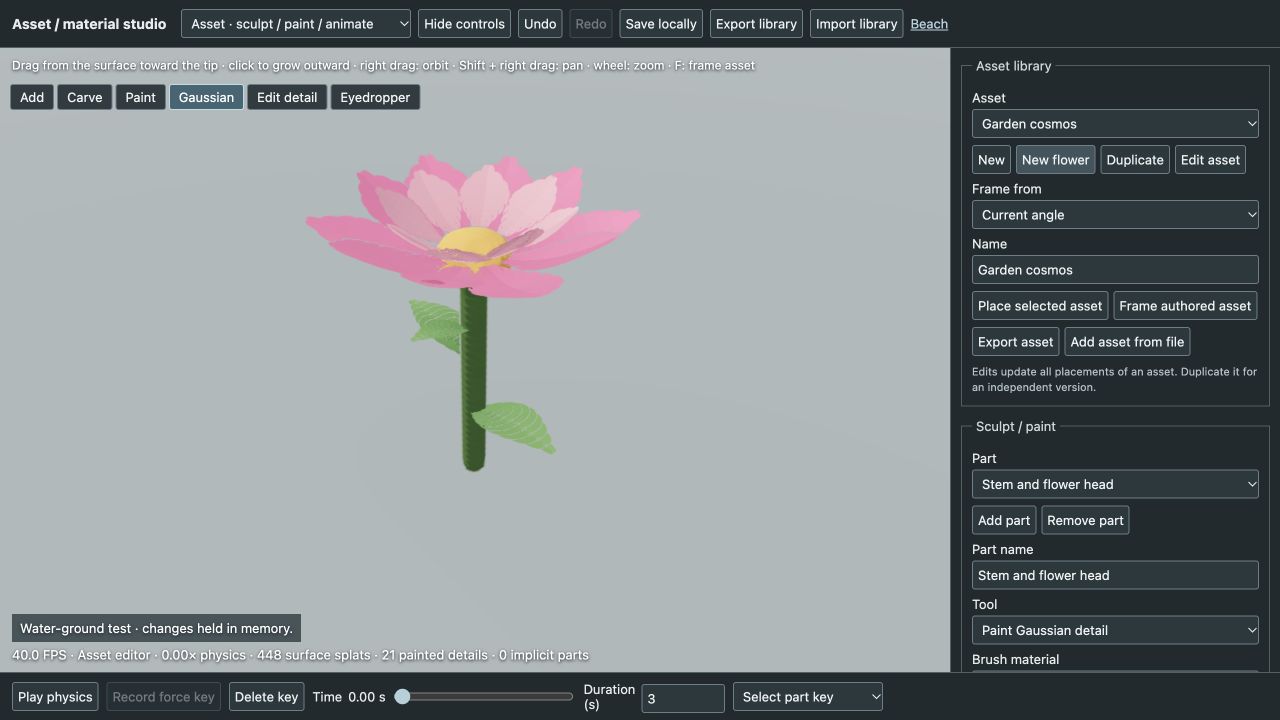 Asset / material studio
Asset · sculpt / paint / animate
Hide controls
Undo
Redo
Save locally
Export library
Import library
Beach
Drag from the surface toward the tip · click to grow outward · right drag: orbit · Shift + right drag: pan · wheel: zoom · F: frame asset
Add
Carve
Paint
Gaussian
Edit detail
Eyedropper
Asset library
Asset
Garden cosmos
New
New flower
Duplicate
Edit asset
Frame from
Current angle
Name
Garden cosmos
Place selected asset
Frame authored asset
Export asset
Add asset from file
Edits update all placements of an asset. Duplicate it for
an independent version.
Sculpt / paint
Part
Stem and flower head
Add part
Remove part
Part name
Stem and flower head
Tool
Paint Gaussian detail
Brush material
Water-ground test · changes held in memory.
40.0 FPS · Asset editor · 0.00× physics · 448 surface splats · 21 painted details · 0 implicit parts
Play physics
Record force key
Delete key
Time 0.00 s
Duration
(s)
3
Select part key